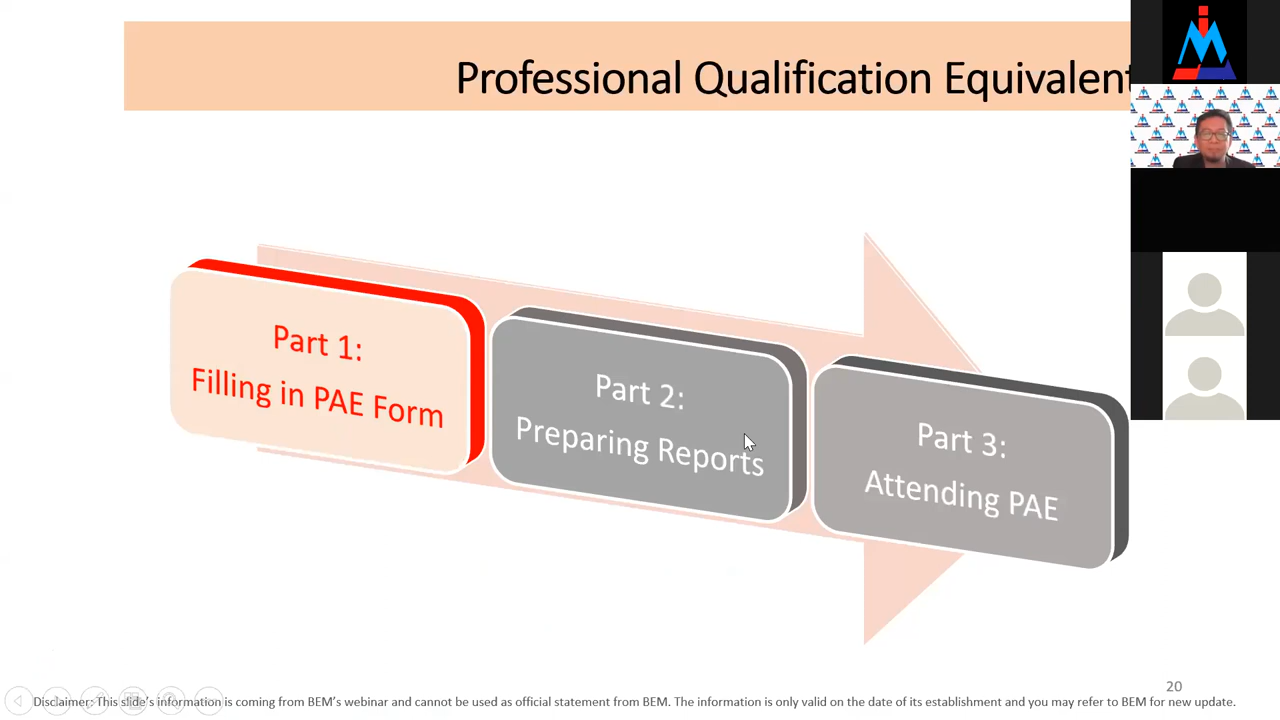 Professional Qualification Equivalent
Part 1:
Filling in PAE Form
Part 2:
Preparing Reports
Part 3:
Attending PAE
20
Disclaimer: This slide's information is coming from BEM's webinar and cannot be used as official statement from BEM. The information is only valid on the date of its establishment and you may refer to BEM for new update.